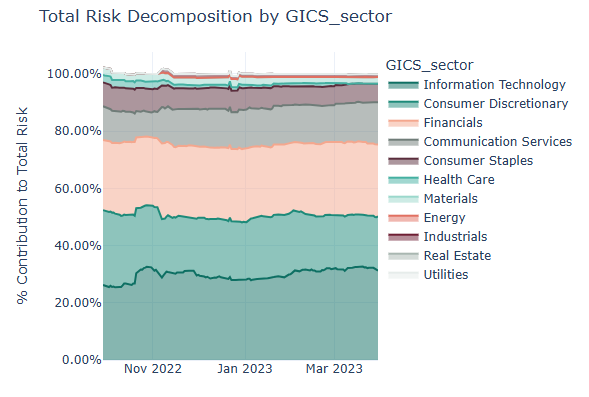 Total Risk Decomposition by GICS_sector
% Contribution to Total Risk
100.00%
80.00%
60.00%
40.00%
20.00%
0.00%
Nov 2022
Jan 2023
Mar 2023
GICS_sector
Information Technology
Consumer Discretionary
Financials
Communication Services
Consumer Staples
Health Care
Materials
Energy
Industrials
Real Estate
Utilities